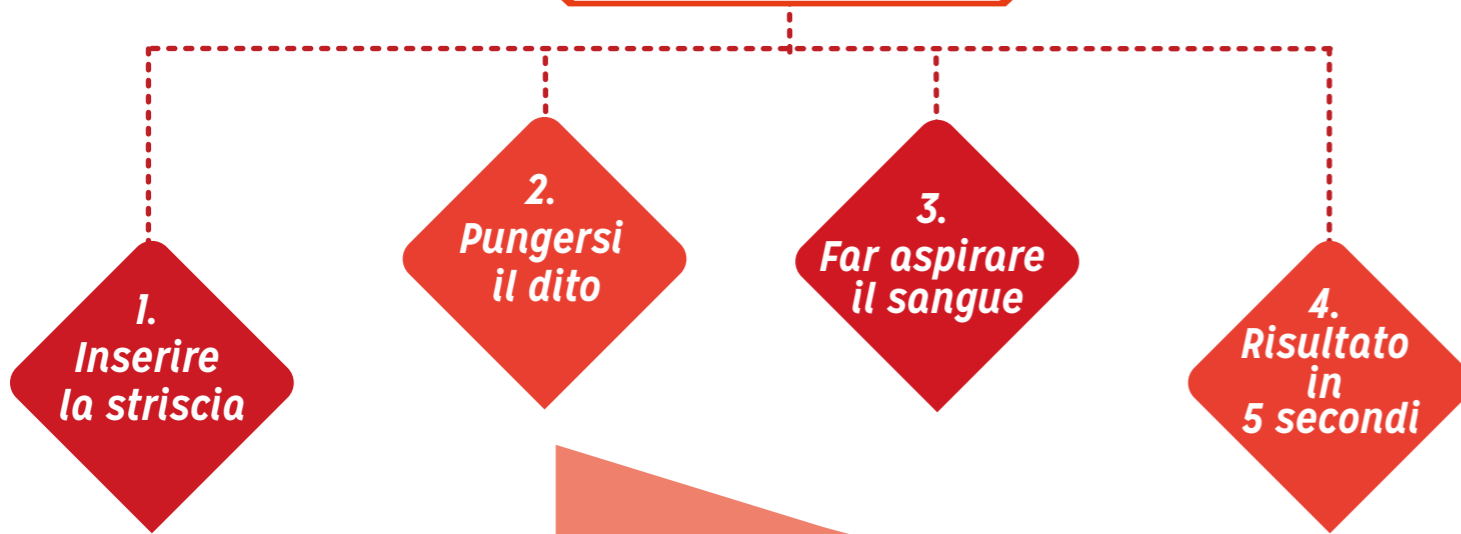 1.
Inserire
la striscia
2.
Pungersi
il dito
3.
Far aspirare
il sangue
4.
Risultato
in
5 secondi